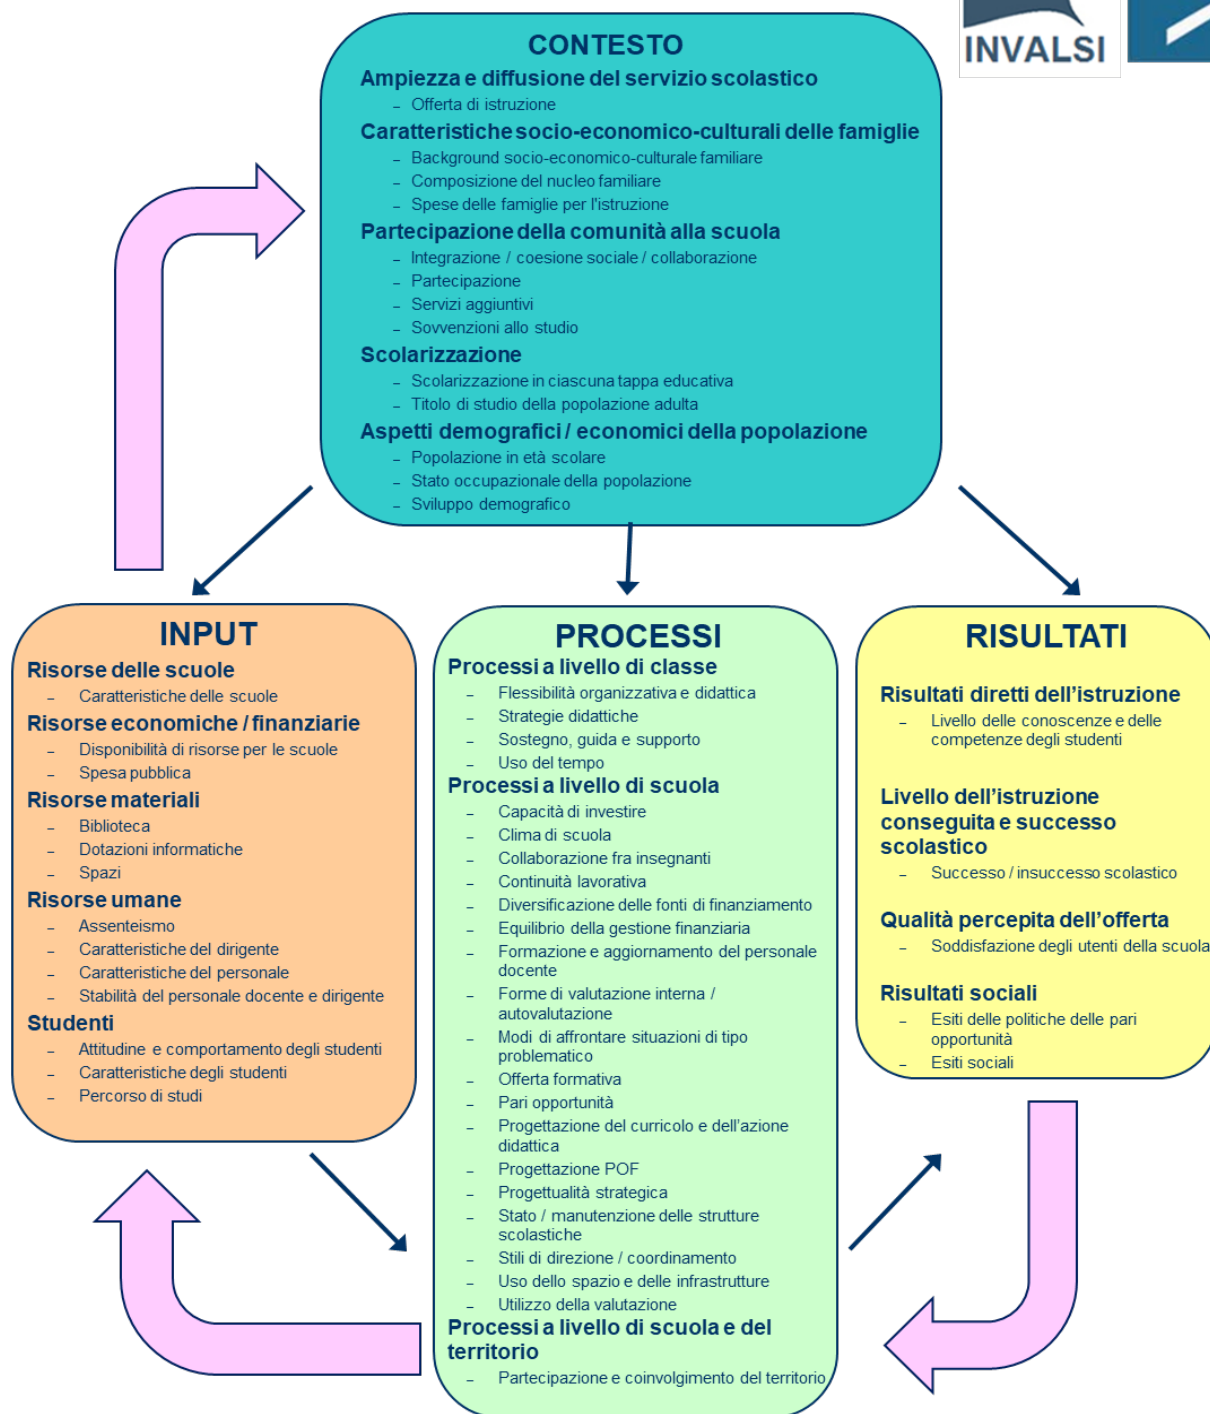 INVALSI
CONTESTO
Ampiezza e diffusione del servizio scolastico
- Offerta di istruzione
Caratteristiche socio-economico-culturali delle famiglie
- Background socio-economico-culturale familiare
- Composizione del nucleo familiare
- Spese delle famiglie per l'istruzione
Partecipazione della comunità alla scuola
- Integrazione / coesione sociale / collaborazione
- Partecipazione
- Servizi aggiuntivi
- Sovvenzioni allo studio
Scolarizzazione
- Scolarizzazione in ciascuna tappa educativa
- Titolo di studio della popolazione adulta
Aspetti demografici / economici della popolazione
- Popolazione in età scolare
- Stato occupazionale della popolazione
- Sviluppo demografico
INPUT
Risorse delle scuole
- Caratteristiche delle scuole
Risorse economiche / finanziarie
- Disponibilità di risorse per le scuole
- Spesa pubblica
Risorse materiali
- Biblioteca
- Dotazioni informatiche
- Spazi
Risorse umane
- Assenteismo
- Caratteristiche del dirigente
- Caratteristiche del personale
- Stabilità del personale docente e dirigente
Studenti
- Attitudine e comportamento degli studenti
- Caratteristiche degli studenti
- Percorso di studi
PROCESSI
Processi a livello di classe
- Flessibilità organizzativa e didattica
- Strategie didattiche
- Sostegno, guida e supporto
- Uso del tempo
Processi a livello di scuola
- Capacità di investire
- Clima di scuola
- Collaborazione fra insegnanti
- Continuità lavorativa
- Diversificazione delle fonti di finanziamento
- Equilibrio della gestione finanziaria
- Formazione e aggiornamento del personale
docente
- Forme di valutazione interna /
autovalutazione
- Modi di affrontare situazioni di tipo
problematico
- Offerta formativa
- Pari opportunità
- Progettazione del curricolo e dell'azione
didattica
- Progettazione POF
- Progettualità strategica
- Stato / manutenzione delle strutture
scolastiche
- Stili di direzione / coordinamento
- Uso dello spazio e delle infrastrutture
- Utilizzo della valutazione
Processi a livello di scuola e del
territorio
- Partecipazione e coinvolgimento del territorio
RISULTATI
Risultati diretti dell'istruzione
- Livello delle conoscenze e delle
competenze degli studenti
Livello dell'istruzione
conseguita e successo
scolastico
- Successo / insuccesso scolastico
Qualità percepita dell'offerta
- Soddisfazione degli utenti della scuola
Risultati sociali
- Esiti delle politiche delle pari
opportunità
- Esiti sociali